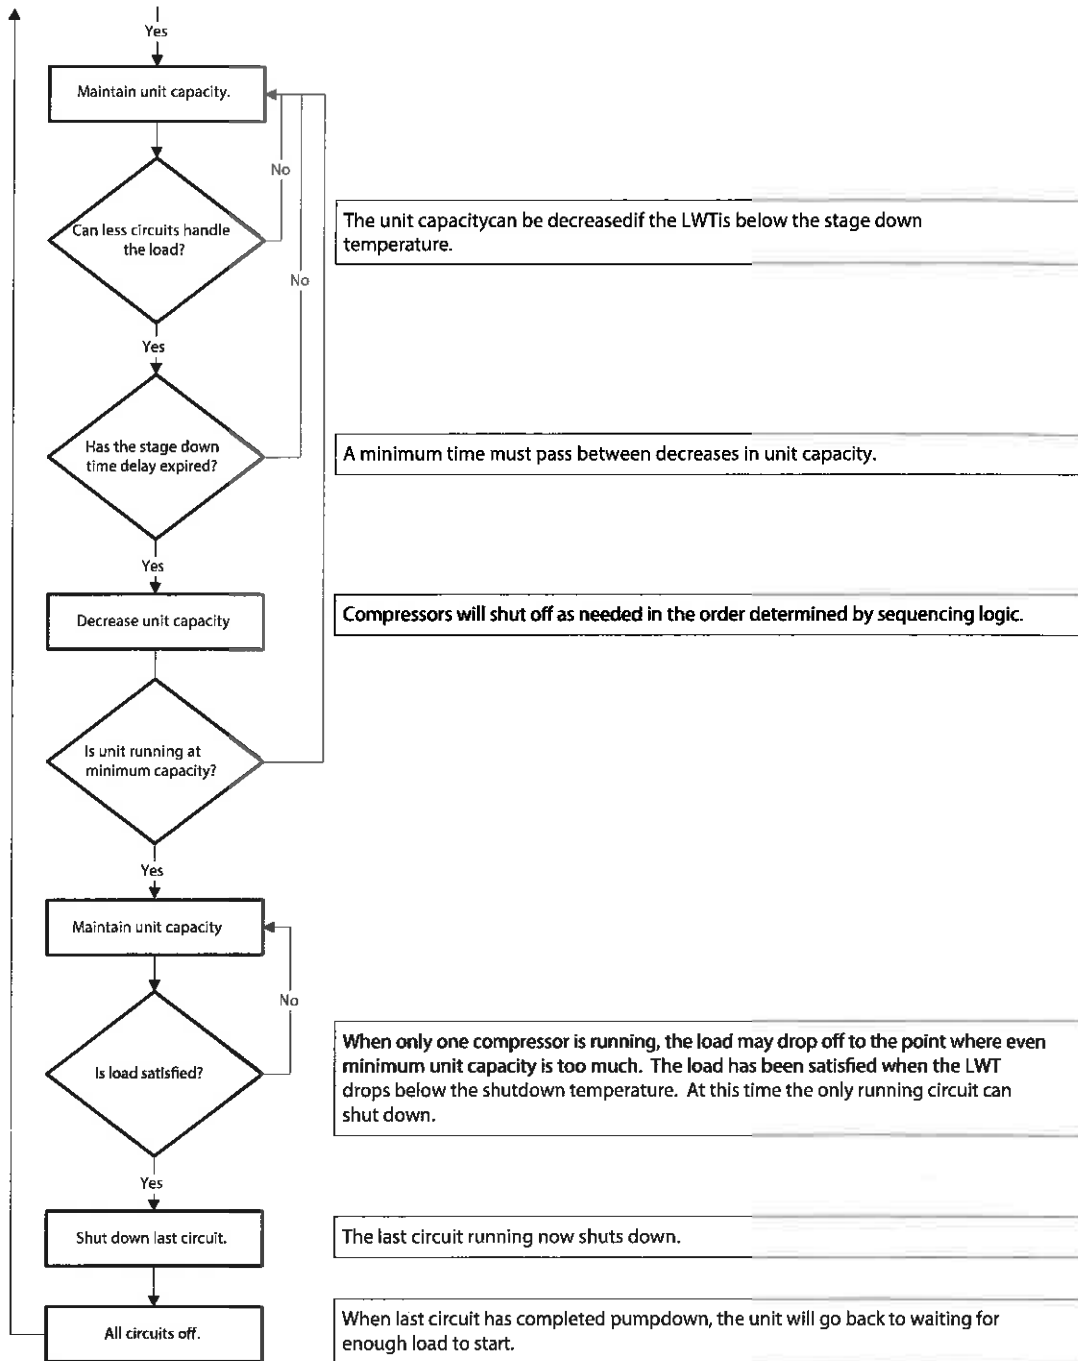 Yes
Maintain unit capacity.
No
Can less circuits handle
the load?
The unit capacitycan be decreasedif the LWTis below the stage down
temperature.
No
Yes
Has the stage down
time delay expired?
A minimum time must pass between decreases in unit capacity.
Yes
Decrease unit capacity
Compressors will shut off as needed in the order determined by sequencing logic.
Is unit running at
minimum capacity?
Yes
Maintain unit capacity
No
Is load satisfied?
When only one compressor is running, the load may drop off to the point where even
minimum unit capacity is too much. The load has been satisfied when the LWT
drops below the shutdown temperature. At this time the only running circuit can
shut down.
Yes
Shut down last circuit.
The last circuit running now shuts down.
All circuits off.
When last circuit has completed pumpdown, the unit will go back to waiting for
enough load to start.